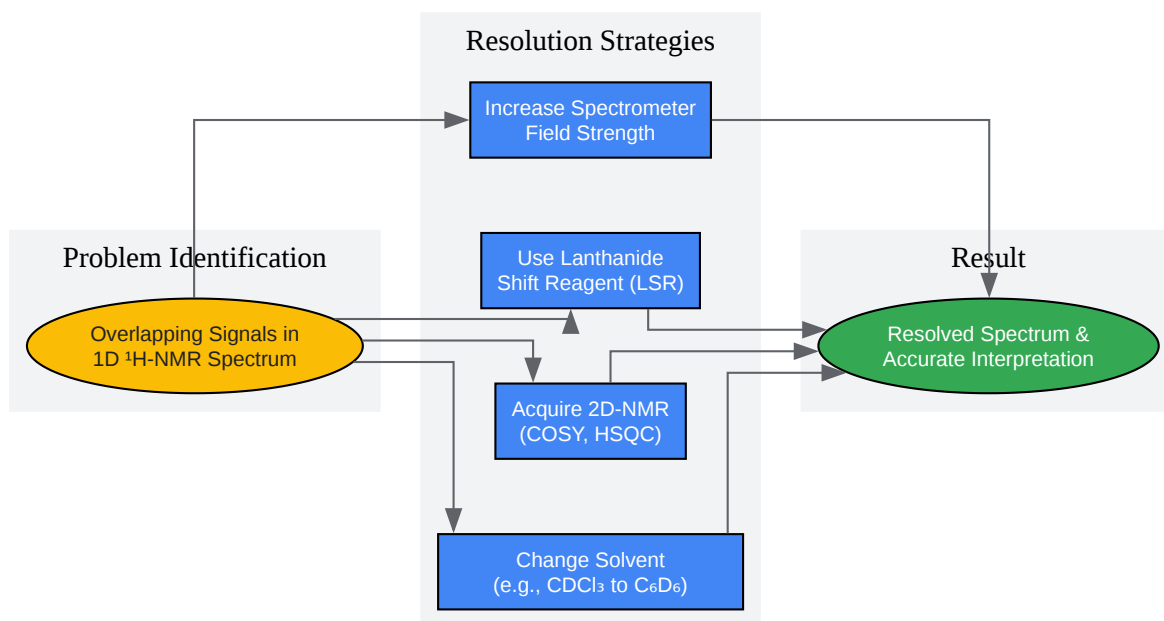 Resolution Strategies
Increase Spectrometer
Field Strength
Problem Identification
Overlapping Signals in
1D ¹H-NMR Spectrum
Use Lanthanide
Shift Reagent (LSR)
Acquire 2D-NMR
(COSY, HSQC)
Change Solvent
(e.g., CDCl₃ to C₆D₆)
Result
Resolved Spectrum &
Accurate Interpretation